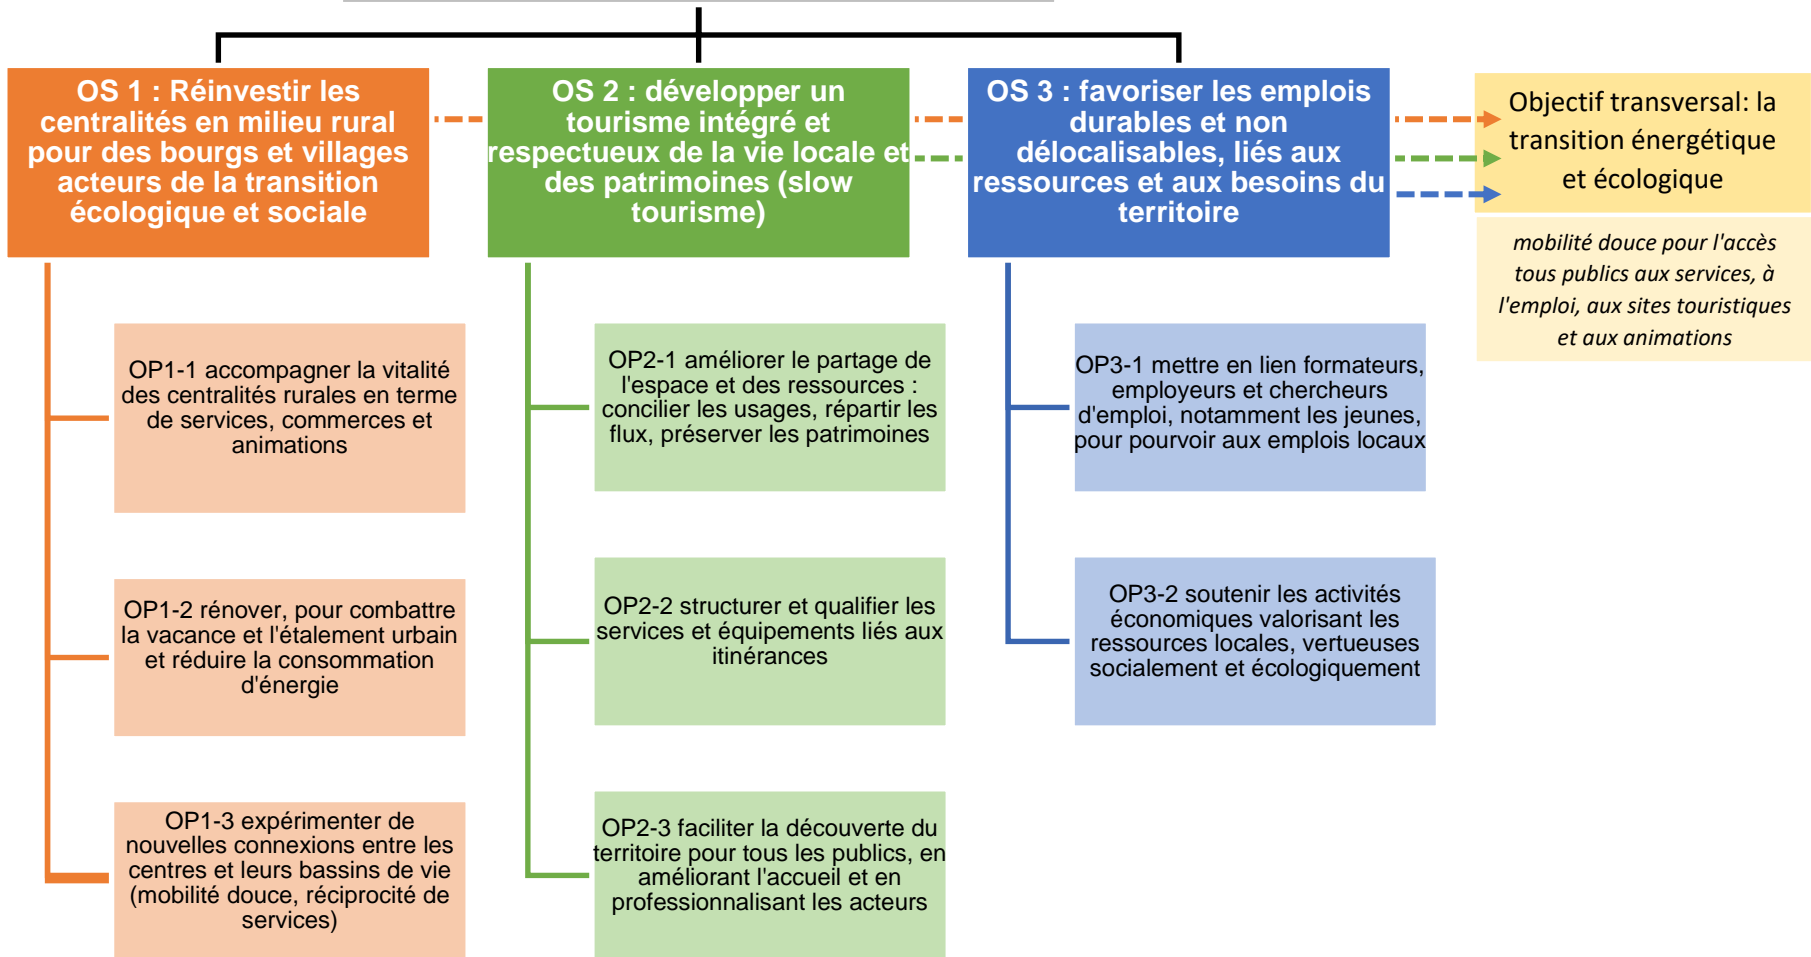 OS 1 : Réinvestir les
centralités en milieu rural
pour des bourgs et villages
acteurs de la transition
écologique et sociale
OS 2 : développer un
tourisme intégré et
respectueux de la vie locale et
des patrimoines (slow
tourisme)
OS 3 : favoriser les emplois
durables et non
délocalisables, liés aux
ressources et aux besoins du
territoire
Objectif transversal: la
transition énergétique
et écologique
mobilité douce pour l'accès
tous publics aux services, à
l'emploi, aux sites touristiques
et aux animations
OP1-1 accompagner la vitalité
des centralités rurales en terme
de services, commerces et
animations
OP1-2 rénover, pour combattre
la vacance et l'étalement urbain
et réduire la consommation
d'énergie
OP1-3 expérimenter de
nouvelles connexions entre les
centres et leurs bassins de vie
(mobilité douce, réciprocité de
services)
OP2-1 améliorer le partage de
l'espace et des ressources :
concilier les usages, répartir les
flux, préserver les patrimoines
OP2-2 structurer et qualifier les
services et équipements liés aux
itinérances
OP2-3 faciliter la découverte du
territoire pour tous les publics, en
améliorant l'accueil et en
professionnalisant les acteurs
OP3-1 mettre en lien formateurs,
employeurs et chercheurs
d'emploi, notamment les jeunes,
pour pourvoir aux emplois locaux
OP3-2 soutenir les activités
économiques valorisant les
ressources locales, vertueuses
socialement et écologiquement